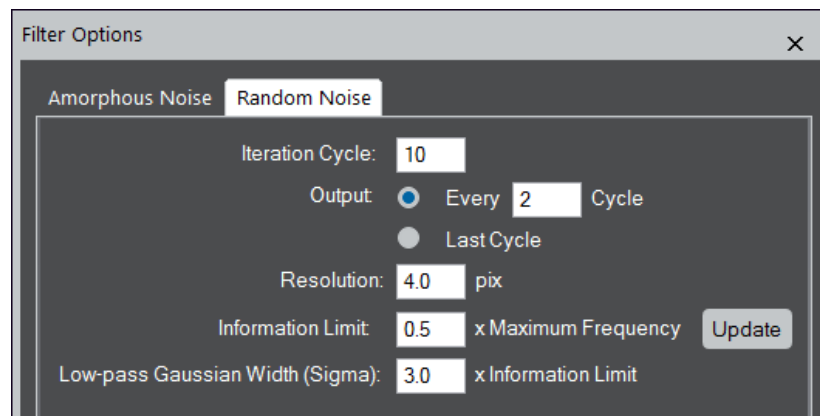 Filter Options
Amorphous Noise Random Noise
Iteration Cycle: 10
Output: Every 2 Cycle
Last Cycle
Resolution: 4.0 pix
Information Limit: 0.5 x Maximum Frequency Update
Low-pass Gaussian Width (Sigma): 3.0 x Information Limit